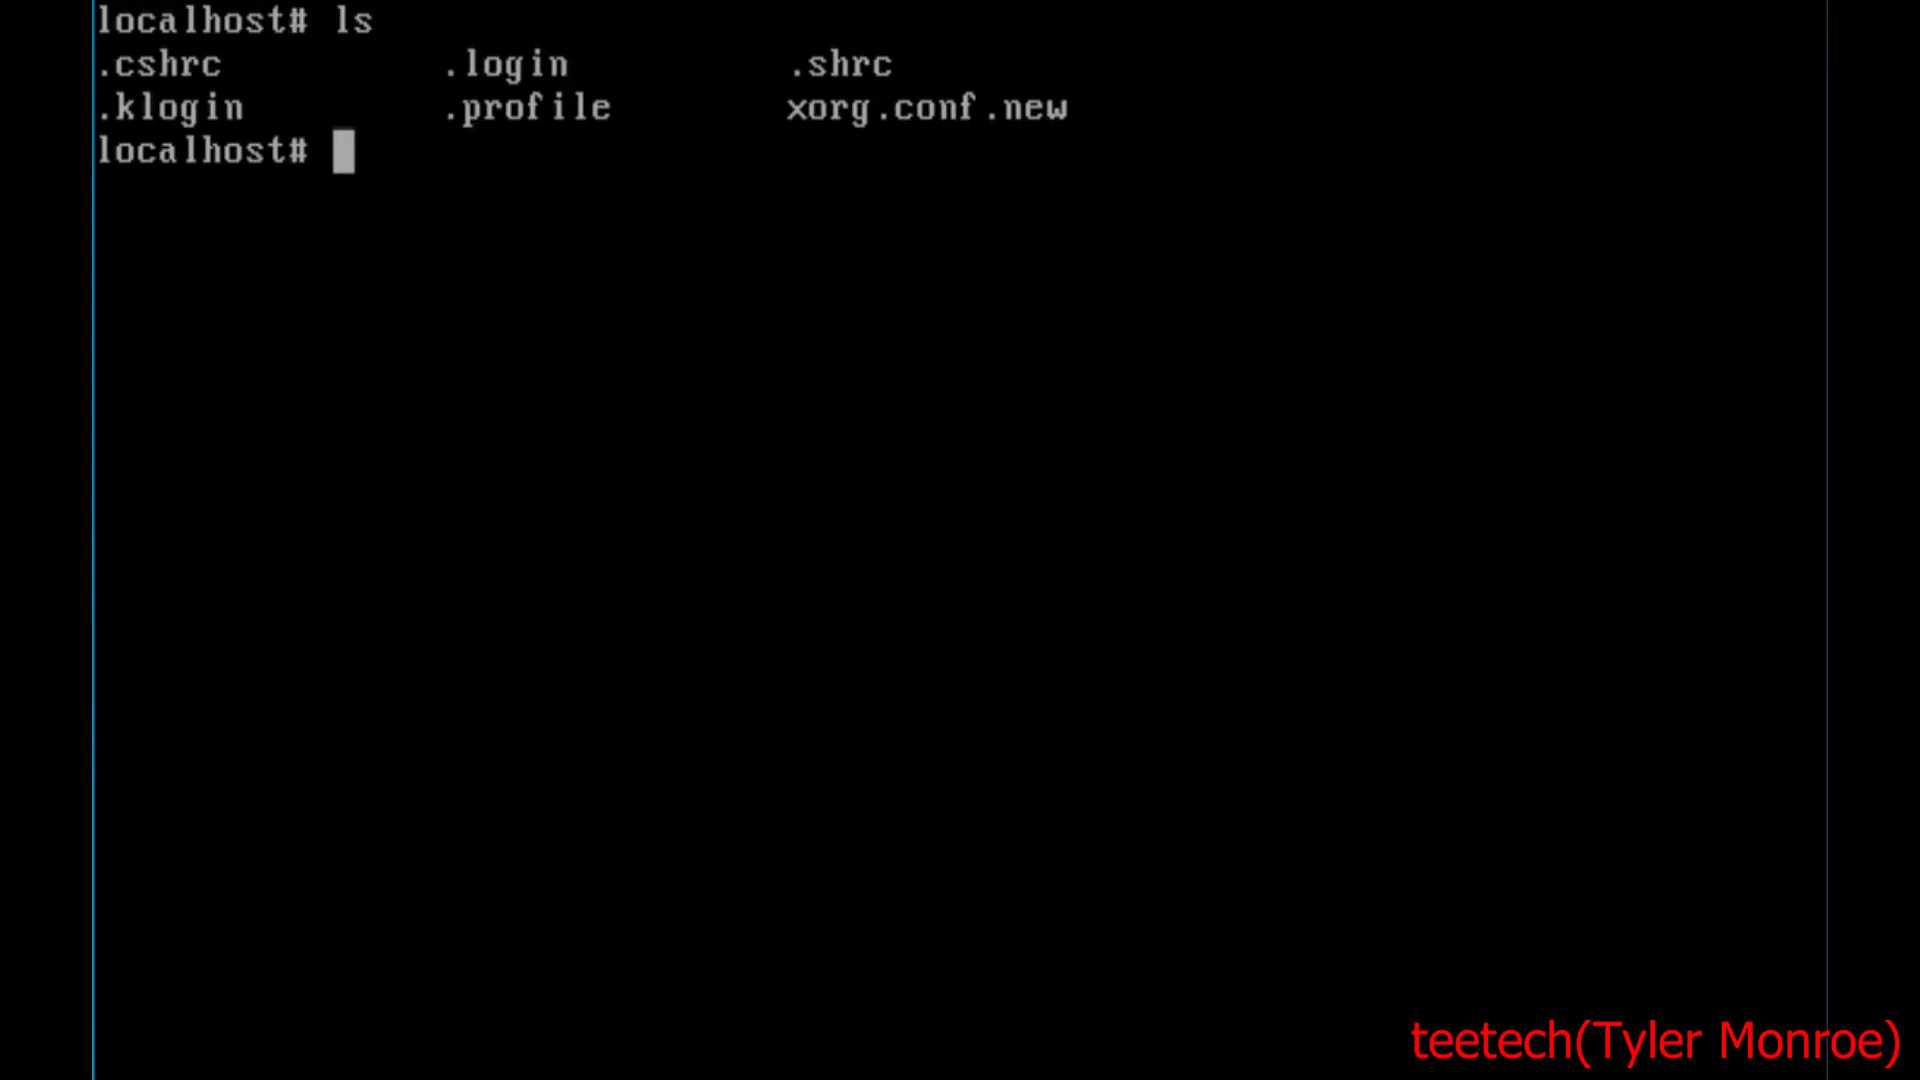 localhost# ls
.cshrc .login .shrc
.klogin .profile xorg.conf.new
localhost#
teetech(Tyler Monroe)